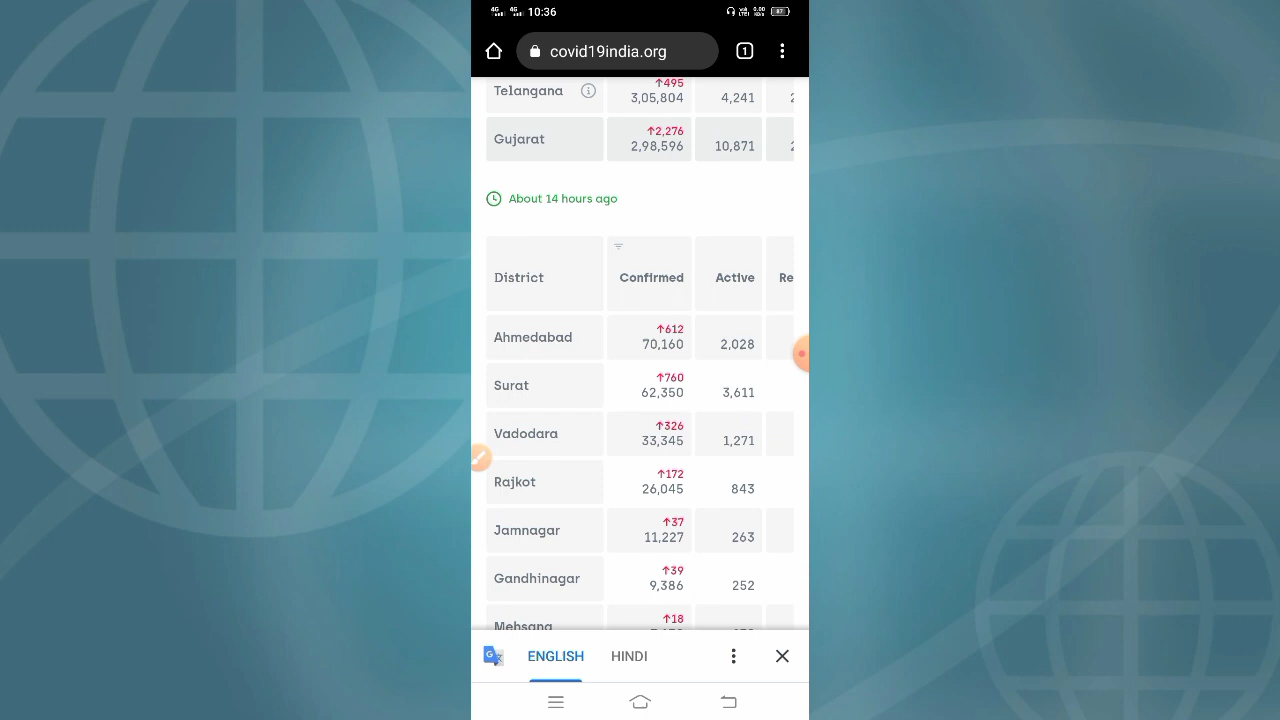 4G 4G 10:36 87
covid19india.org 1
↑495
Telangana 3,05,804 4,241
↑2,276
Gujarat 2,98,596 10,871
About 14 hours ago
District Confirmed Active Re
↑612
Ahmedabad 70,160 2,028
↑760
Surat 62,350 3,611
↑326
Vadodara 33,345 1,271
↑172
Rajkot 26,045 843
↑37
Jamnagar 11,227 263
↑39
Gandhinagar 9,386 252
↑18
Mehsana
ENGLISH HINDI